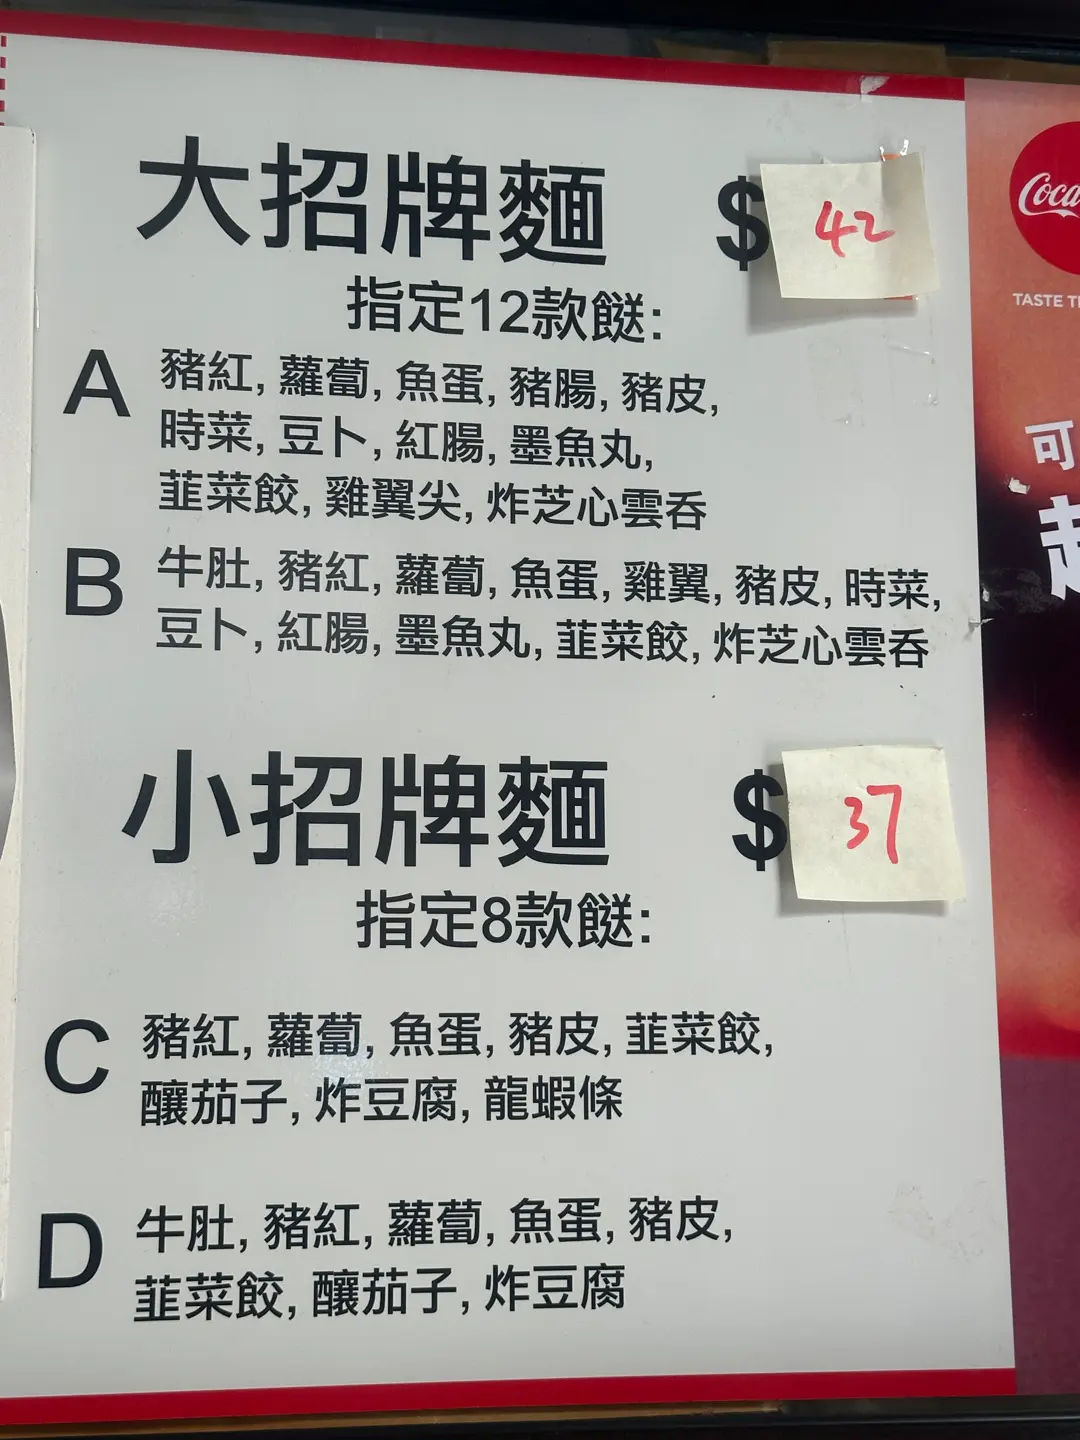 大招牌麵 $ 42
指定12款餸:
A 豬紅, 蘿蔔, 魚蛋, 豬腸, 豬皮,
時菜, 豆卜, 紅腸, 墨魚丸,
韮菜餃, 雞翼尖, 炸芝心雲吞
B 牛肚, 豬紅, 蘿蔔, 魚蛋, 雞翼, 豬皮, 時菜,
豆卜, 紅腸, 墨魚丸, 韮菜餃, 炸芝心雲吞
小招牌麵 $ 37
指定8款餸:
C 豬紅, 蘿蔔, 魚蛋, 豬皮, 韮菜餃,
釀茄子, 炸豆腐, 龍蝦條
D 牛肚, 豬紅, 蘿蔔, 魚蛋, 豬皮,
韮菜餃, 釀茄子, 炸豆腐
Coca
TASTE
可